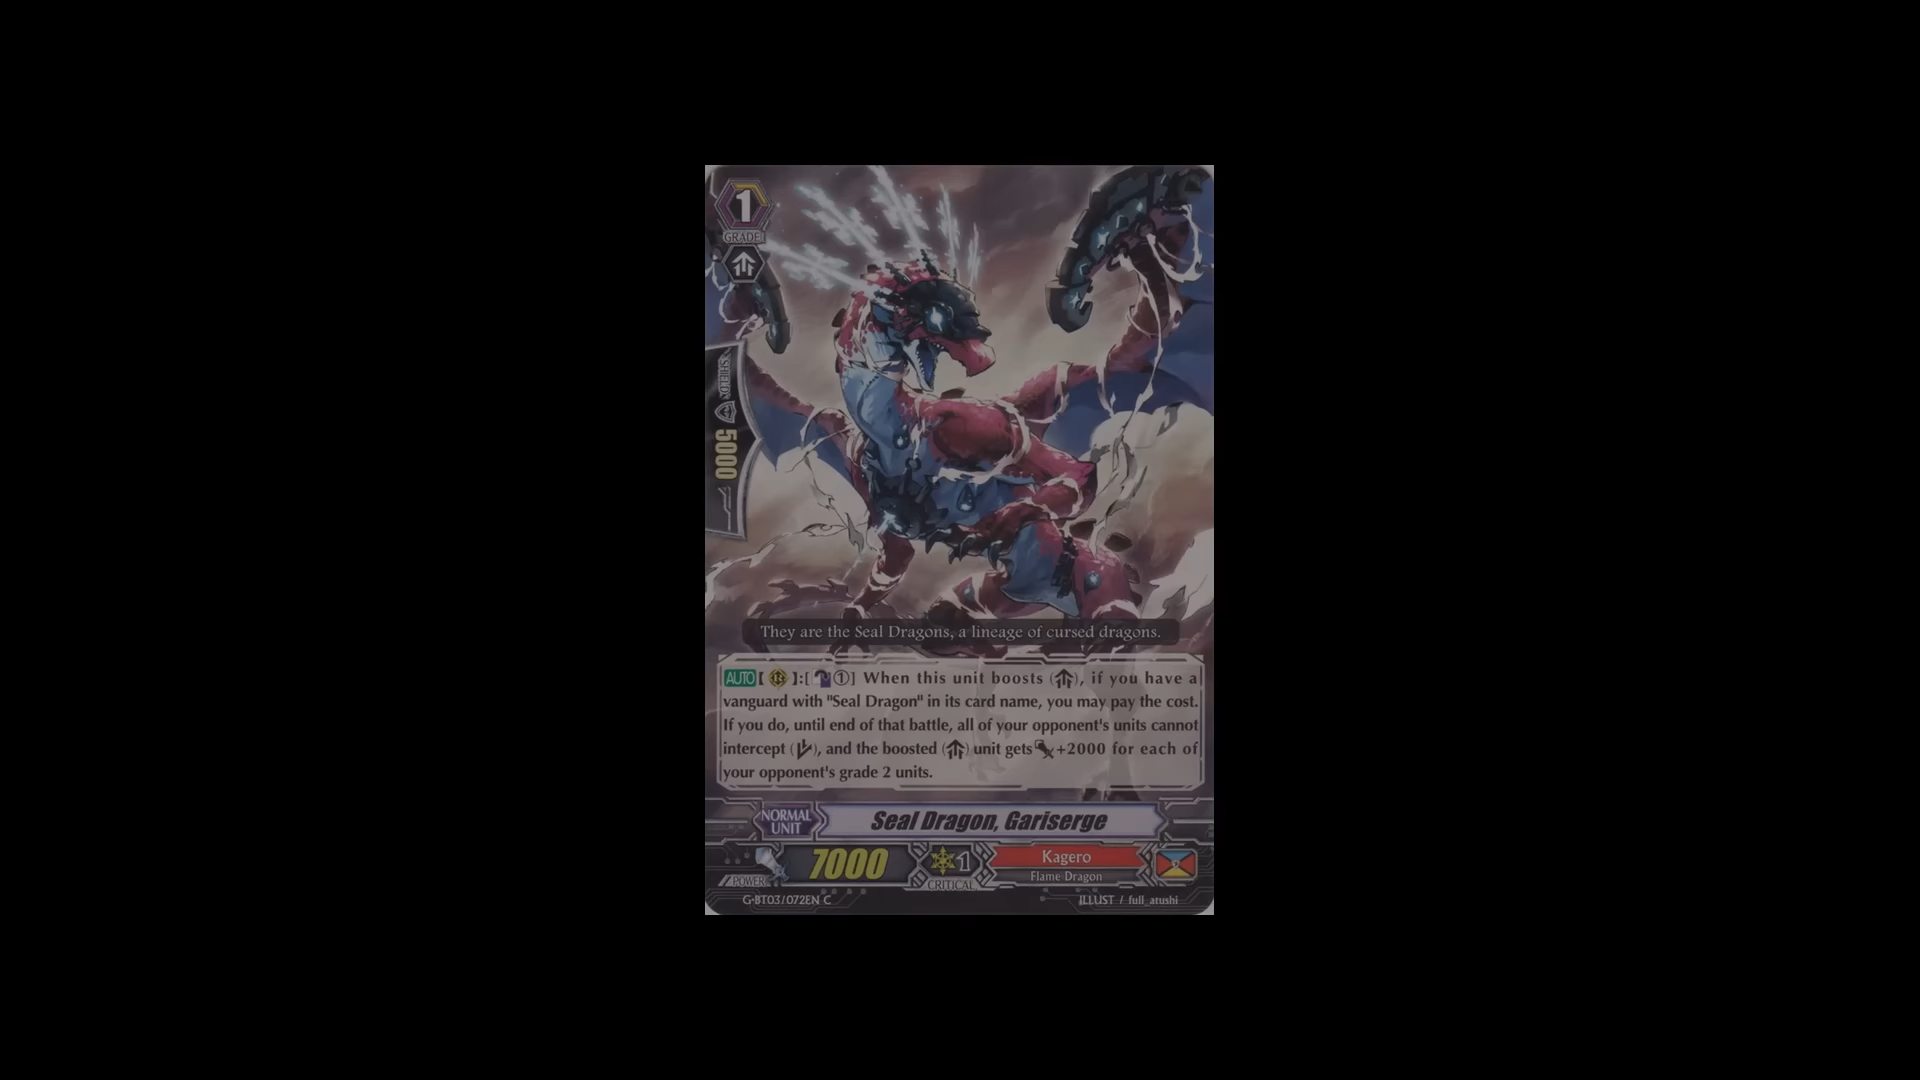 1
GRADE
SHIELD
5000
They are the Seal Dragons, a lineage of cursed dragons.
AUTO【 】:[ ①] When this unit boosts ( ), if you have a
vanguard with "Seal Dragon" in its card name, you may pay the cost.
If you do, until end of that battle, all of your opponent's units cannot
intercept ( ), and the boosted ( ) unit gets +2000 for each of
your opponent's grade 2 units.
NORMAL
UNIT
Seal Dragon, Gariserge
POWER
7000
1
CRITICAL
Kagero
Flame Dragon
G-BT03/072EN C
ILLUST / full_atushi